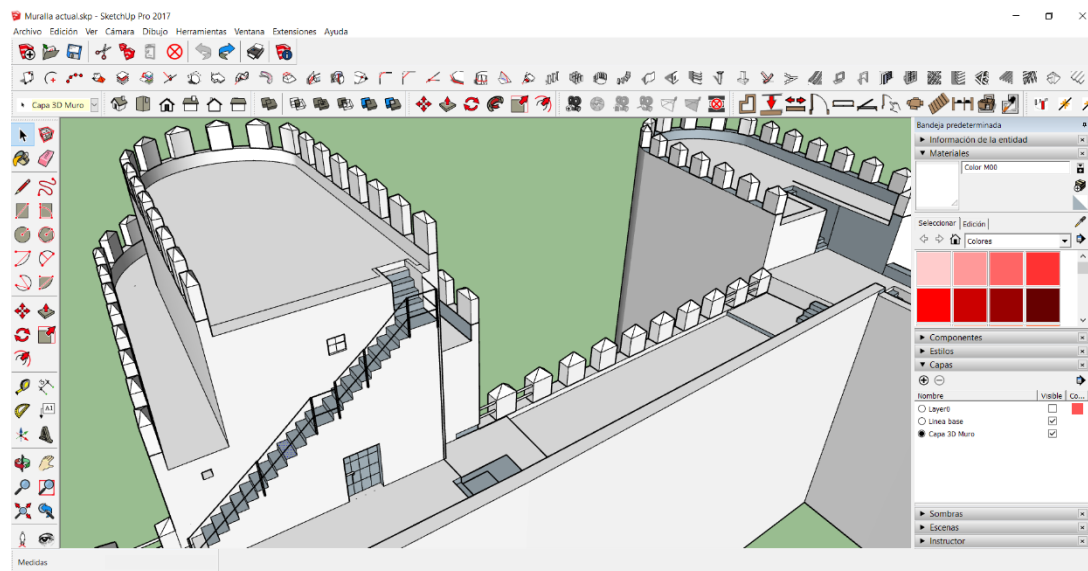 Muralla actual.skp - SketchUp Pro 2017
Archivo Edición Ver Cámara Dibujo Herramientas Ventana Extensiones Ayuda
Capa 3D Muro
Bandeja predeterminada
Información de la entidad
Materiales
Color M00
Seleccionar Edición
Colores
Componentes
Estilos
Capas
Nombre Visible Co...
Layer0
Línea base
Capa 3D Muro
Sombras
Escenas
Instructor
A1
Medidas